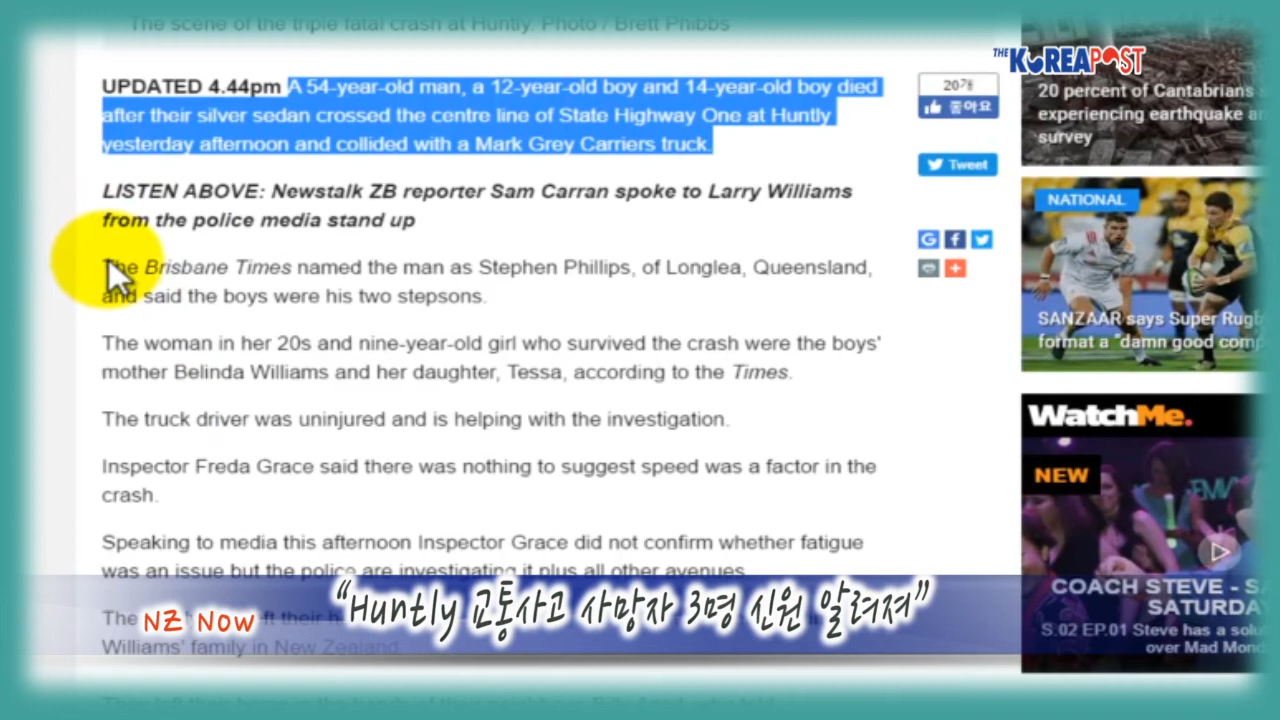 The scene of the triple fatal crash at Huntly. Photo / Brett Phibbs
THE KOREAPOST
UPDATED 4.44pm A 54-year-old man, a 12-year-old boy and 14-year-old boy died
after their silver sedan crossed the centre line of State Highway One at Huntly
yesterday afternoon and collided with a Mark Grey Carriers truck.
LISTEN ABOVE: Newstalk ZB reporter Sam Carran spoke to Larry Williams
from the police media stand up
The Brisbane Times named the man as Stephen Phillips, of Longlea, Queensland,
and said the boys were his two stepsons.
The woman in her 20s and nine-year-old girl who survived the crash were the boys'
mother Belinda Williams and her daughter, Tessa, according to the Times.
The truck driver was uninjured and is helping with the investigation.
Inspector Freda Grace said there was nothing to suggest speed was a factor in the
crash.
Speaking to media this afternoon Inspector Grace did not confirm whether fatigue
was an issue but the police are investigating it plus all other avenues.
The
Williams' family in New Zealand.
NZ NOW
"Huntly 교통사고 사망자 3명 신원 알려져"
20개
좋아요
Tweet
20 percent of Cantabrians
experiencing earthquake
survey
NATIONAL
SANZAAR says Super Rugb
format a "damn good comp
WatchMe.
NEW
COACH STEVE - S
SATURDA
S.02 EP.01 Steve has a solu
over Mad Mond